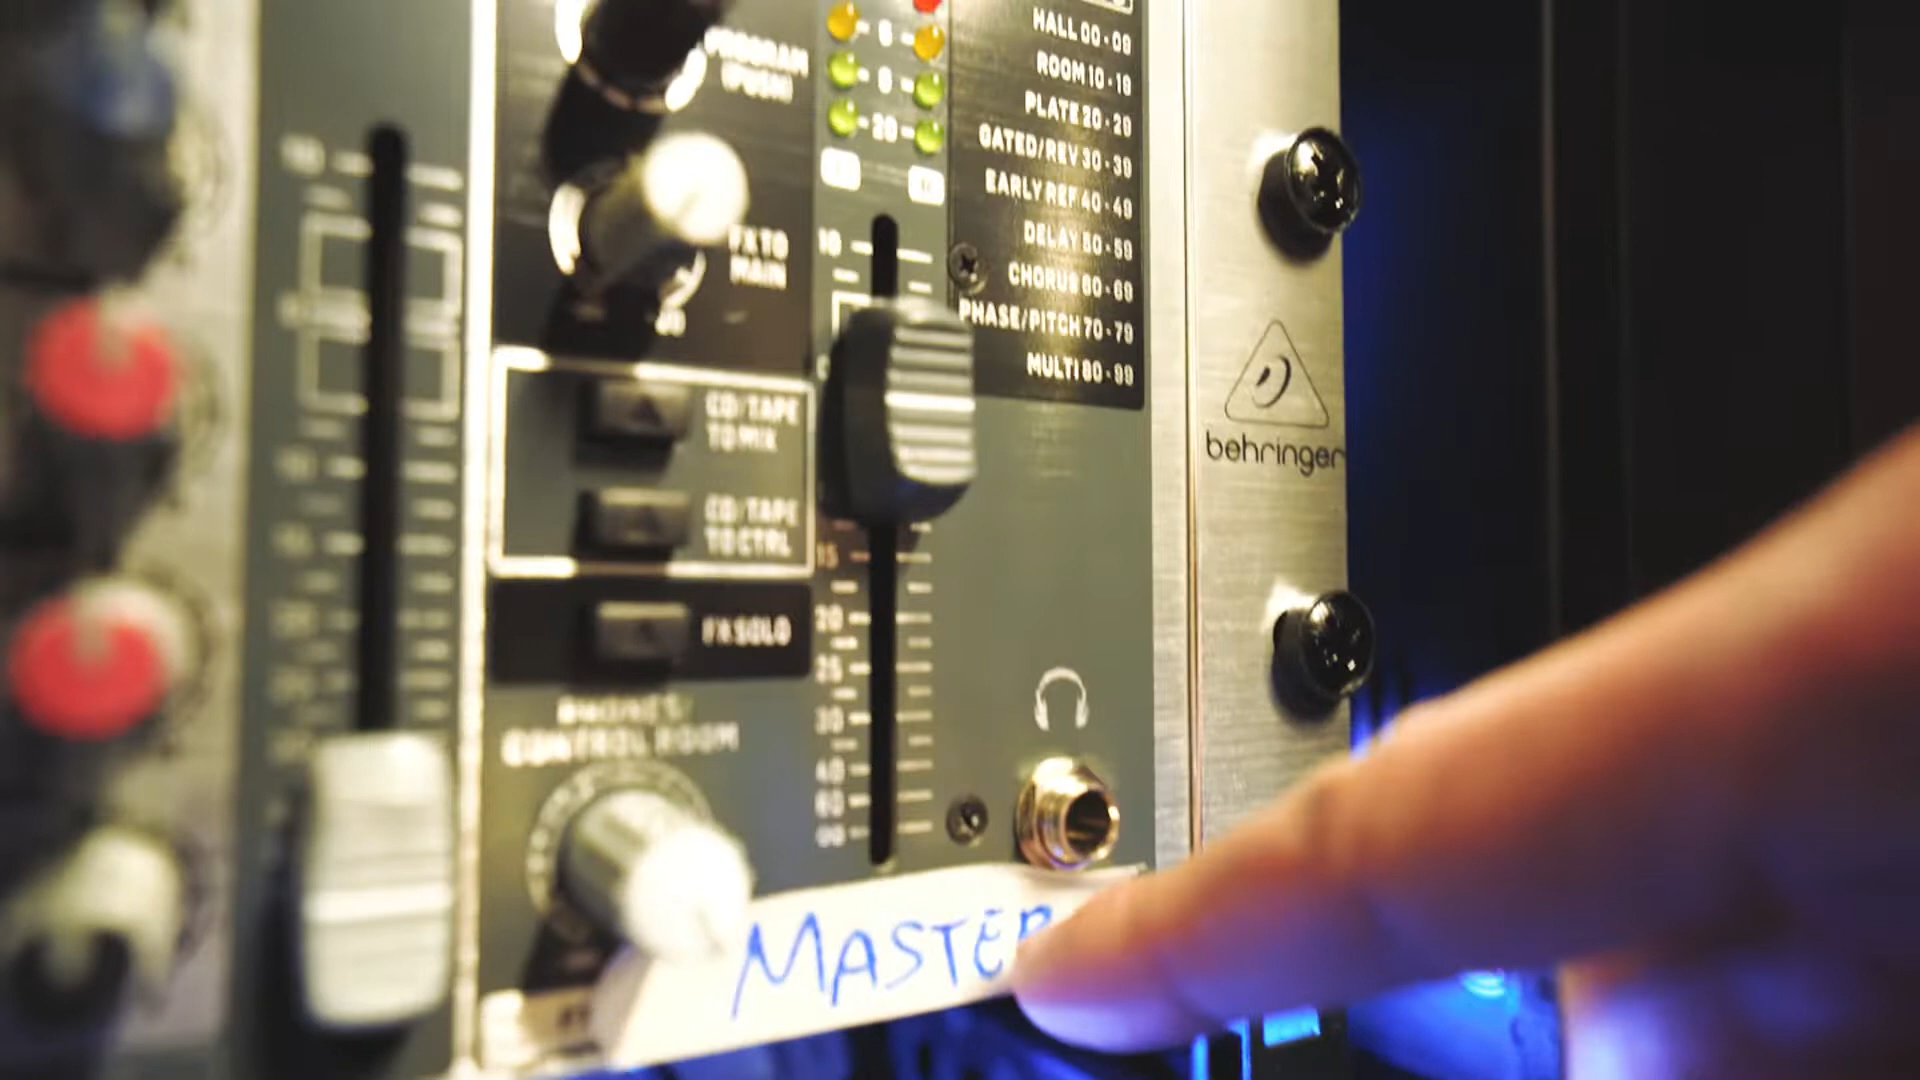 PROGRAM
(PUSH)
6
6
20
HALL 00 - 09
ROOM 10 - 19
PLATE 20 - 29
GATED/REV 30 - 39
EARLY REF 40 - 49
DELAY 50 - 59
CHORUS 60 - 69
PHASE/PITCH 70 - 79
MULTI 80 - 99
FX TO
MAIN
10
CD/TAPE
TO MIX
CD/TAPE
TO CTRL
FX SOLO
15
20
25
30
40
60
PHONES/
CONTROL ROOM
behringer
MASTER